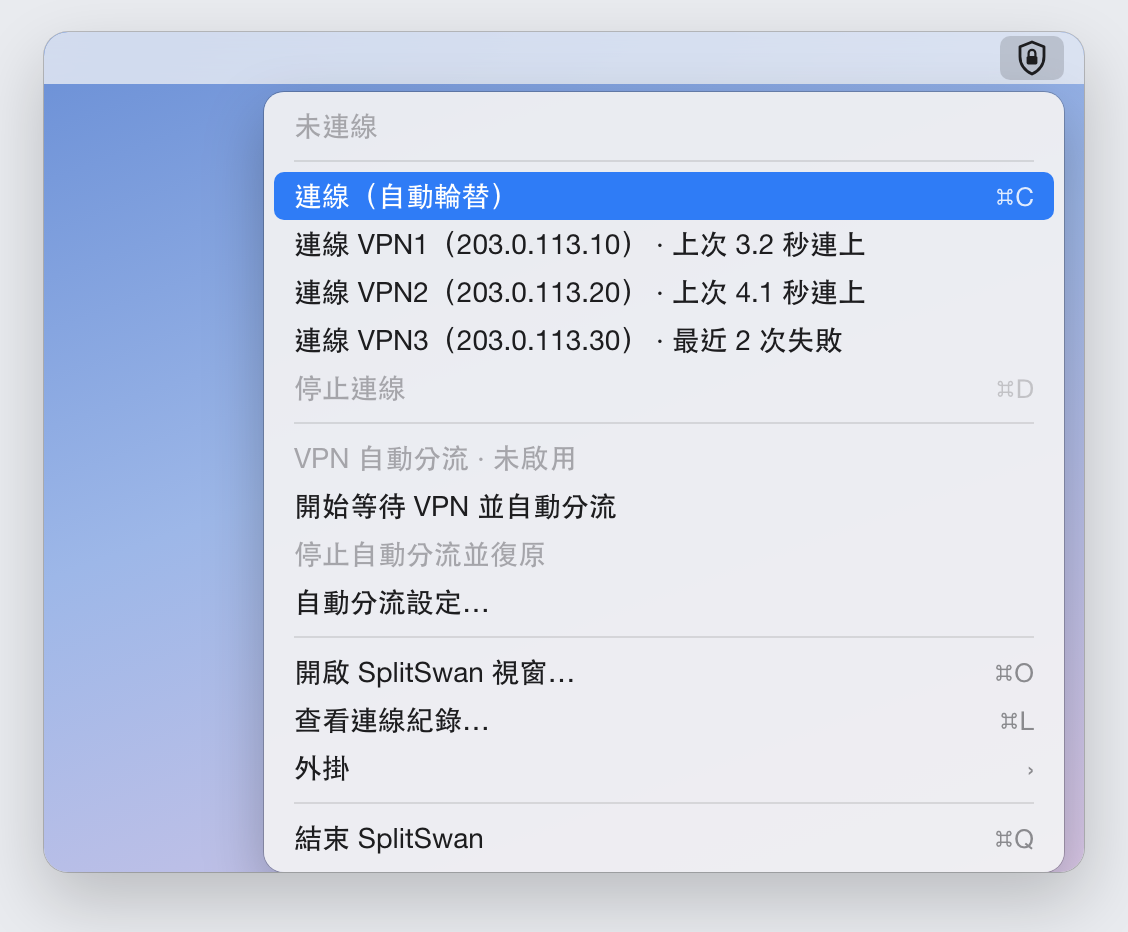 未連線
連線（自動輪替） ⌘C
連線 VPN1（203.0.113.10） · 上次 3.2 秒連上
連線 VPN2（203.0.113.20） · 上次 4.1 秒連上
連線 VPN3（203.0.113.30） · 最近 2 次失敗
停止連線 ⌘D
VPN 自動分流 · 未啟用
開始等待 VPN 並自動分流
停止自動分流並復原
自動分流設定…
開啟 SplitSwan 視窗… ⌘O
查看連線紀錄… ⌘L
外掛 ›
結束 SplitSwan ⌘Q